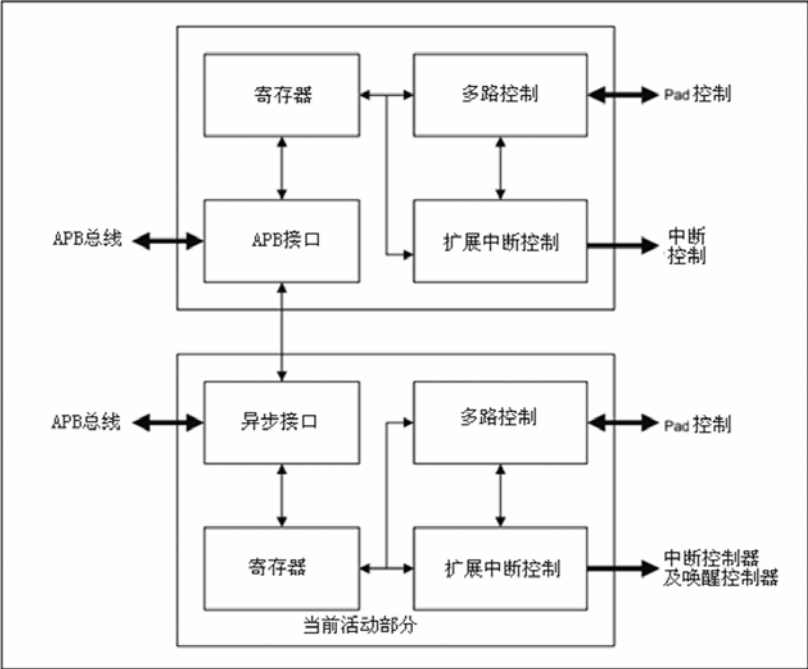 寄存器
多路控制
Pad 控制
APB总线
APB接口
扩展中断控制
中断
控制
APB总线
异步接口
多路控制
Pad 控制
寄存器
扩展中断控制
中断控制器
及唤醒控制器
当前活动部分